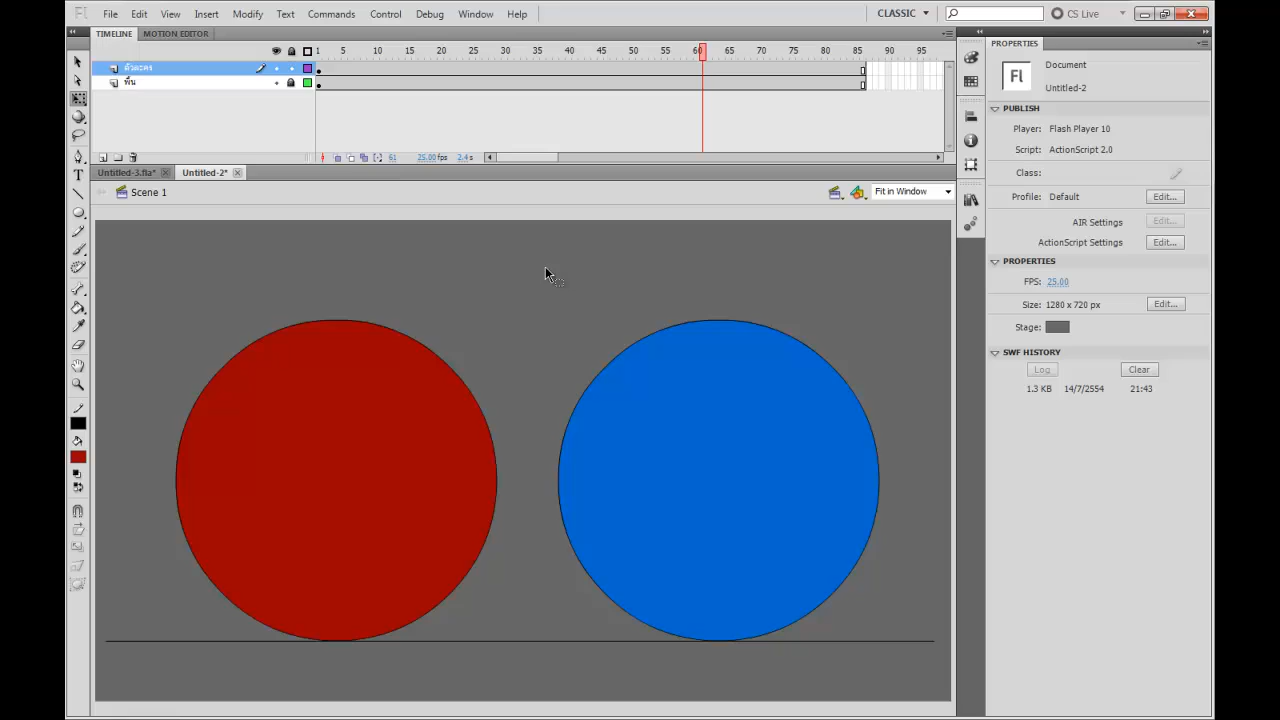 Fl
File Edit View Insert Modify Text Commands Control Debug Window Help
CLASSIC
CS Live
TIMELINE MOTION EDITOR
1 5 10 15 20 25 30 35 40 45 50 55 60 65 70 75 80 85 90 95
ตัวละคร
พื้น
61 25.00 fps 2.4 s
Untitled-3.fla* Untitled-2*
Scene 1
Fit in Window
T
PROPERTIES
Fl
Document
Untitled-2
PUBLISH
Player: Flash Player 10
Script: ActionScript 2.0
Class:
Profile: Default Edit...
AIR Settings Edit...
ActionScript Settings Edit...
PROPERTIES
FPS: 25.00
Size: 1280 x 720 px Edit...
Stage:
SWF HISTORY
Log Clear
1.3 KB 14/7/2554 21:43